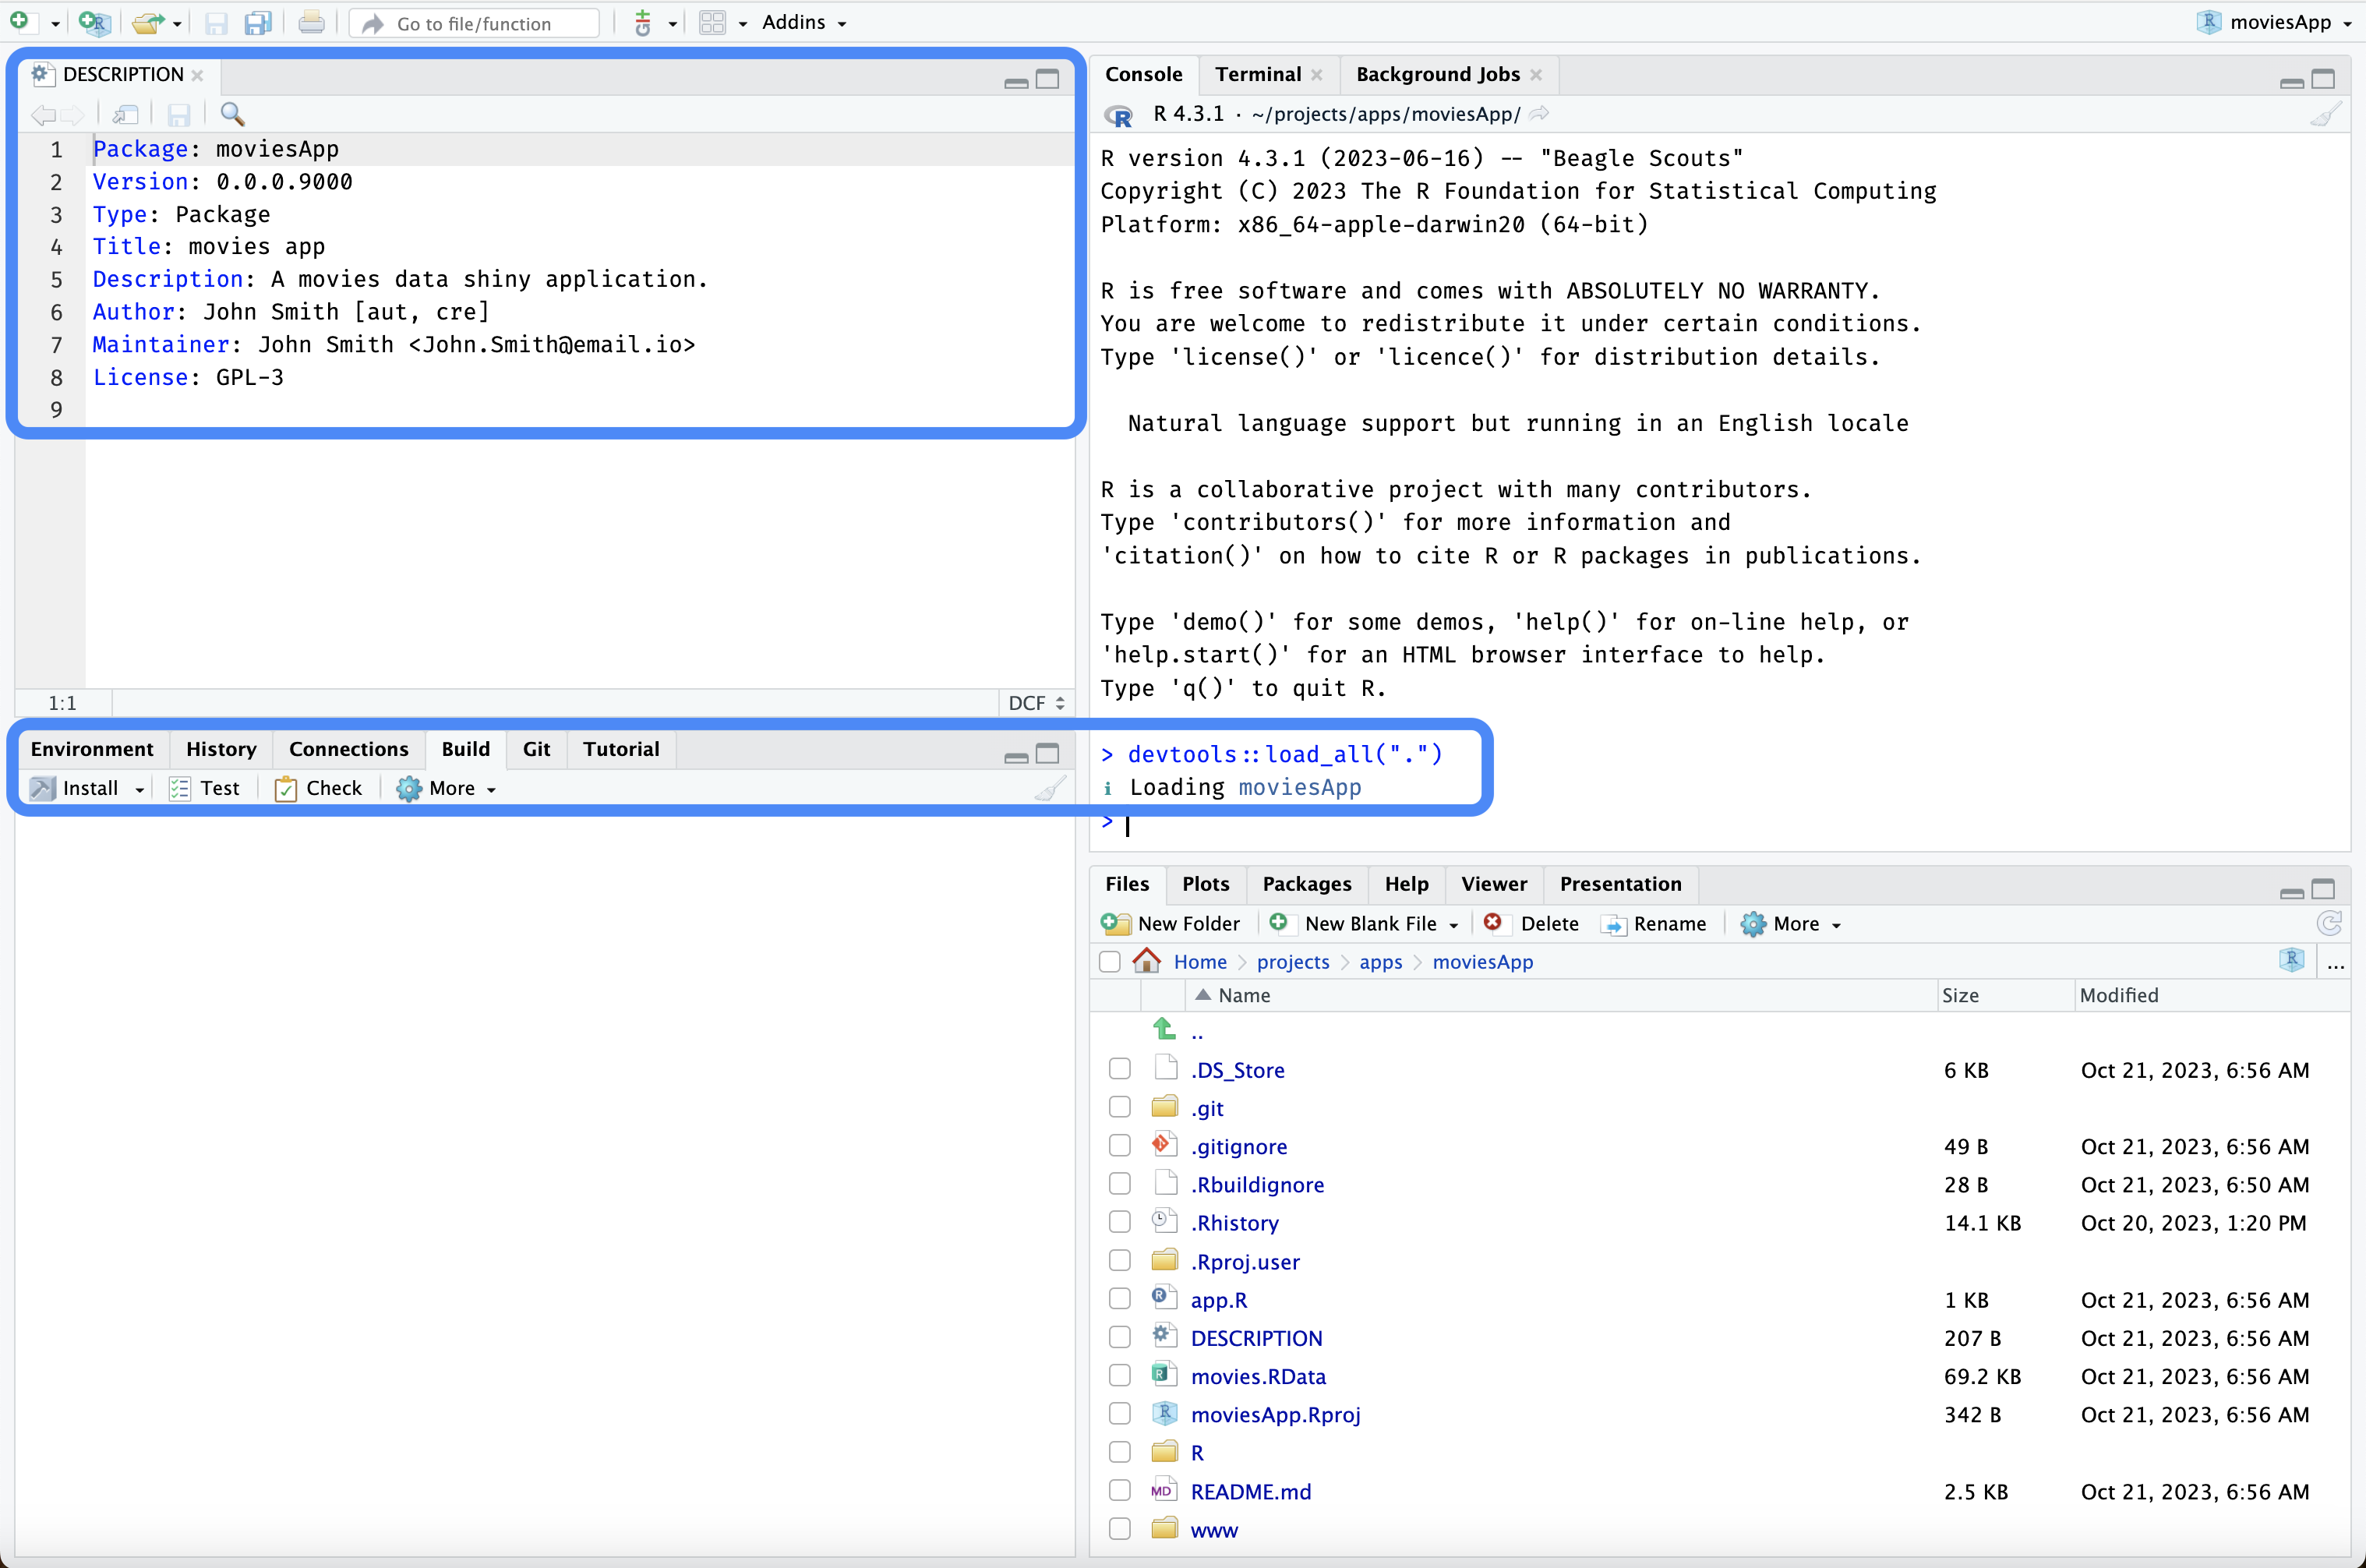 Go to file/function
Addins
moviesApp
DESCRIPTION
1 Package: moviesApp
2 Version: 0.0.0.9000
3 Type: Package
4 Title: movies app
5 Description: A movies data shiny application.
6 Author: John Smith [aut, cre]
7 Maintainer: John Smith <John.Smith@email.io>
8 License: GPL-3
9
1:1 DCF
Environment History Connections Build Git Tutorial
Install Test Check More
Console Terminal Background Jobs
R 4.3.1 · ~/projects/apps/moviesApp/
R version 4.3.1 (2023-06-16) -- "Beagle Scouts"
Copyright (C) 2023 The R Foundation for Statistical Computing
Platform: x86_64-apple-darwin20 (64-bit)
R is free software and comes with ABSOLUTELY NO WARRANTY.
You are welcome to redistribute it under certain conditions.
Type 'license()' or 'licence()' for distribution details.
Natural language support but running in an English locale
R is a collaborative project with many contributors.
Type 'contributors()' for more information and
'citation()' on how to cite R or R packages in publications.
Type 'demo()' for some demos, 'help()' for on-line help, or
'help.start()' for an HTML browser interface to help.
Type 'q()' to quit R.
> devtools::load_all(".")
ℹ Loading moviesApp
>
Files Plots Packages Help Viewer Presentation
New Folder New Blank File Delete Rename More
Home projects apps moviesApp ...
Name Size Modified
..
.DS_Store 6 KB Oct 21, 2023, 6:56 AM
.git
.gitignore 49 B Oct 21, 2023, 6:56 AM
.Rbuildignore 28 B Oct 21, 2023, 6:50 AM
.Rhistory 14.1 KB Oct 20, 2023, 1:20 PM
.Rproj.user
app.R 1 KB Oct 21, 2023, 6:56 AM
DESCRIPTION 207 B Oct 21, 2023, 6:56 AM
movies.RData 69.2 KB Oct 21, 2023, 6:56 AM
moviesApp.Rproj 342 B Oct 21, 2023, 6:56 AM
R
README.md 2.5 KB Oct 21, 2023, 6:56 AM
www